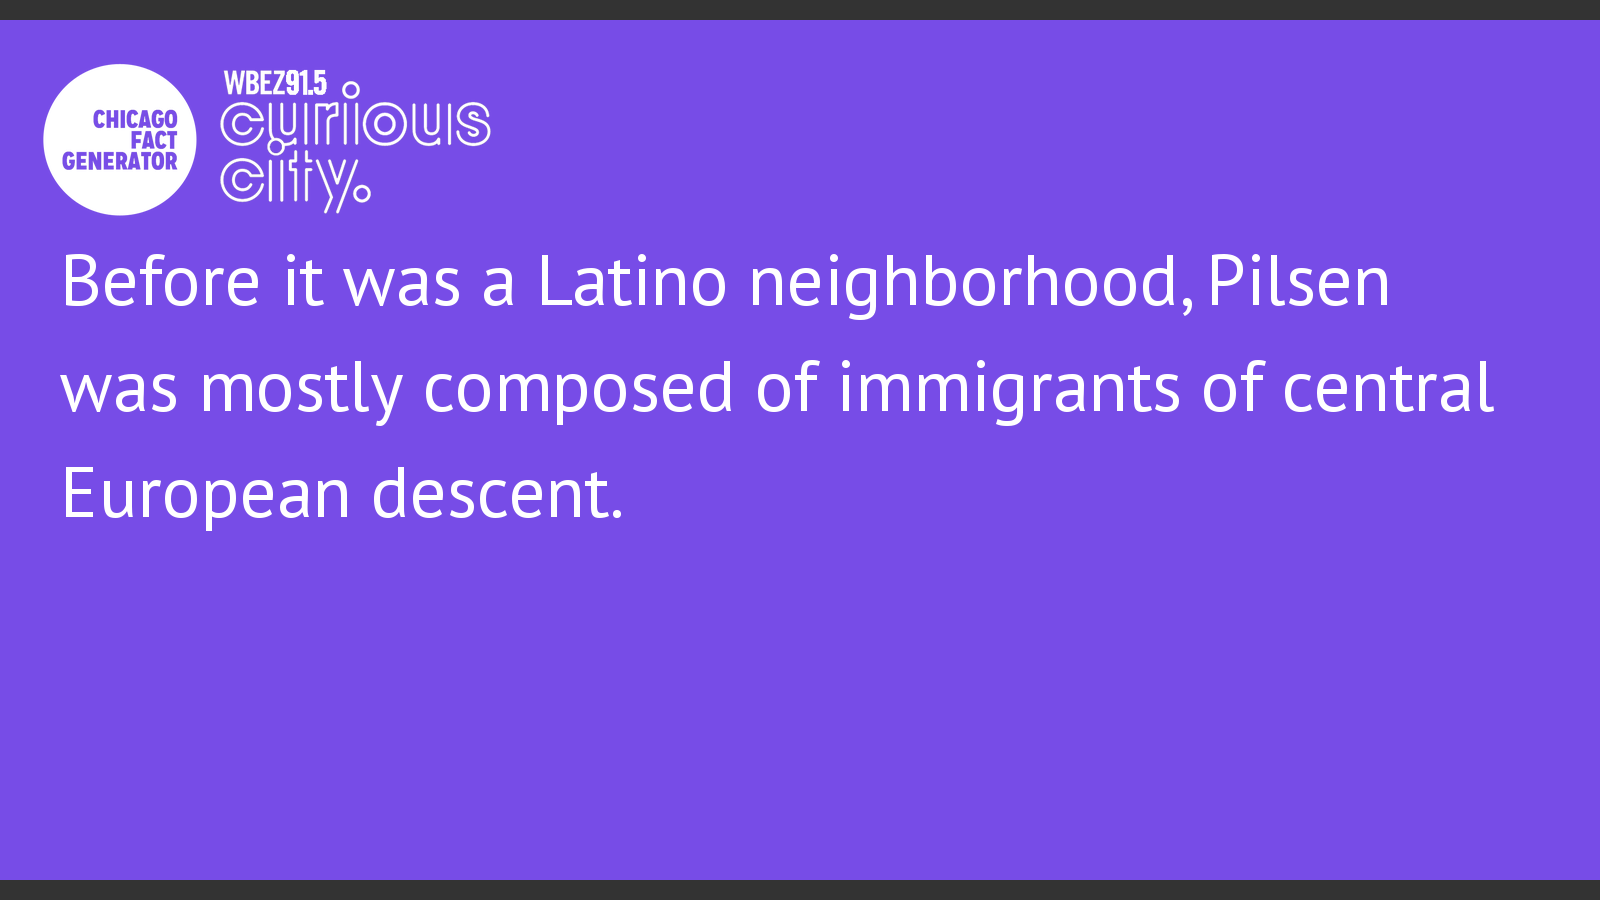 CHICAGO
FACT
GENERATOR
WBEZ91.5
curious
city.
Before it was a Latino neighborhood, Pilsen
was mostly composed of immigrants of central
European descent.